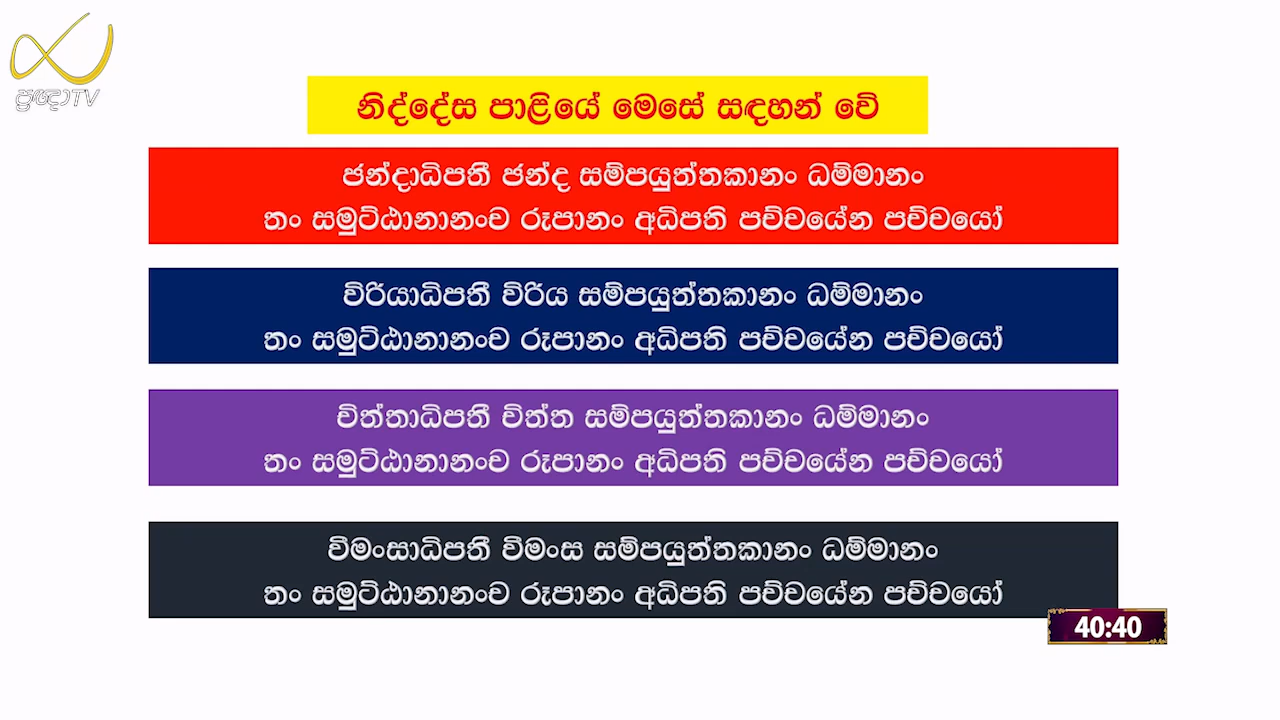 ප්‍රඥාTV
නිද්දේස පාළියේ මෙසේ සඳහන් වේ
ඡන්දාධිපතී ඡන්ද සම්පයුත්තකානං ධම්මානං
තං සමුට්ඨානානංච රූපානං අධිපති පච්චයේන පච්චයෝ
විරියාධිපතී විරිය සම්පයුත්තකානං ධම්මානං
තං සමුට්ඨානානංච රූපානං අධිපති පච්චයේන පච්චයෝ
චිත්තාධිපතී චිත්ත සම්පයුත්තකානං ධම්මානං
තං සමුට්ඨානානංච රූපානං අධිපති පච්චයේන පච්චයෝ
වීමංසාධිපතී වීමංස සම්පයුත්තකානං ධම්මානං
තං සමුට්ඨානානංච රූපානං අධිපති පච්චයේන පච්චයෝ
40:40